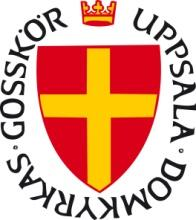 UPPSALA · DOMKYRKAS · GOSSKÖR